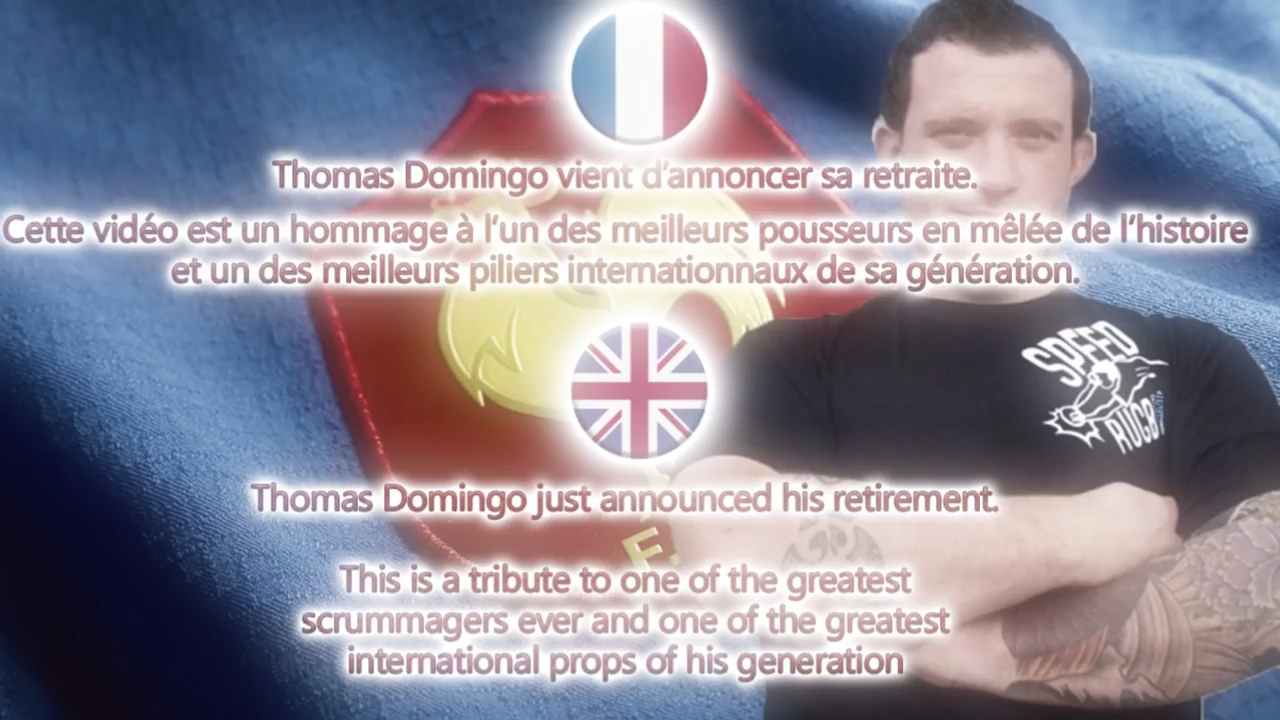 Thomas Domingo vient d'annoncer sa retraite.
Cette vidéo est un hommage à l'un des meilleurs pousseurs en mêlée de l'histoire
et un des meilleurs piliers internationnaux de sa génération.
SPEED
RUGBY
Thomas Domingo just announced his retirement.
F.
This is a tribute to one of the greatest
scrummagers ever and one of the greatest
international props of his generation